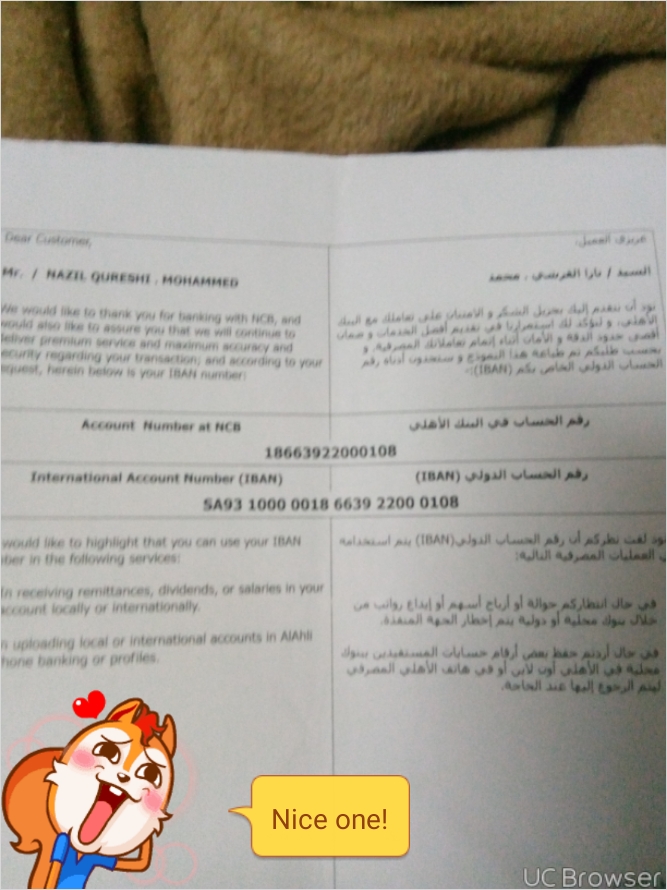 Dear Customer,
Mr. / NAZIL QURESHI . MOHAMMED
We would like to thank you for banking with NCB, and
would also like to assure you that we will continue to
deliver premium service and maximum accuracy and
security regarding your transaction; and according to your
request, herein below is your IBAN number:
عزيزي العميل:
السيد / نازل القريشي . محمد
نود أن نتقدم إليك بجزيل الشكر و الامتنان على تعاملك مع البنك
الأهلي، و لنؤكد لك استمرارنا في تقديم أفضل الخدمات و ضمان
أقصى حدود الدقة و الأمان أثناء إتمام تعاملاتك المصرفية. و
بحسب طلبكم تم طباعة هذا النموذج و ستجدون أدناه رقم
الحساب الدولي الخاص بكم (IBAN):-
Account Number at NCB
رقم الحساب في البنك الأهلي
18663922000108
International Account Number (IBAN)
رقم الحساب الدولي (IBAN)
SA93 1000 0018 6639 2200 0108
would like to highlight that you can use your IBAN
number in the following services:
In receiving remittances, dividends, or salaries in your
account locally or internationally.
In uploading local or international accounts in AlAhli
phone banking or profiles.
نود لفت نظركم أن رقم الحساب الدولي(IBAN) يتم استخدامه
في العمليات المصرفية التالية:
في حال انتظاركم حوالة أو أرباح أسهم أو إيداع رواتب من
خلال بنوك محلية أو دولية يتم إخطار الجهة المنفذة.
في حال أردتم حفظ بعض أرقام حسابات المستفيدين ببنوك
محلية في الأهلي أون لاين أو في هاتف الأهلي المصرفي
ليتم الرجوع إليها عند الحاجة.
Nice one!
UC Browser